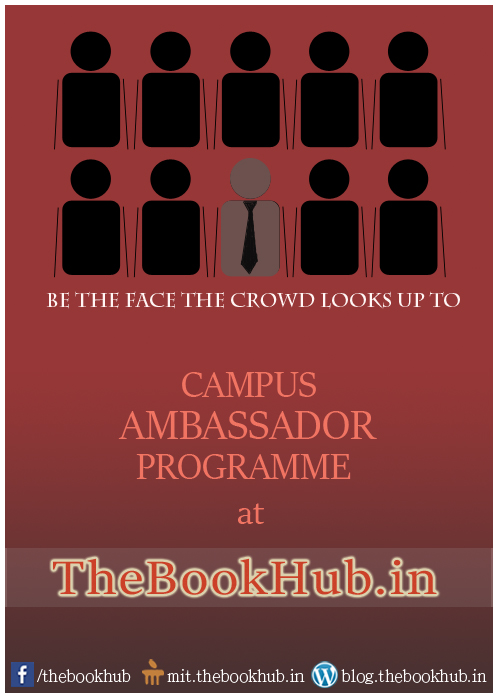 BE THE FACE THE CROWD LOOKS UP TO
CAMPUS
AMBASSADOR
PROGRAMME
at
TheBookHub.in
/thebookhub mit.thebookhub.in blog.thebookhub.in